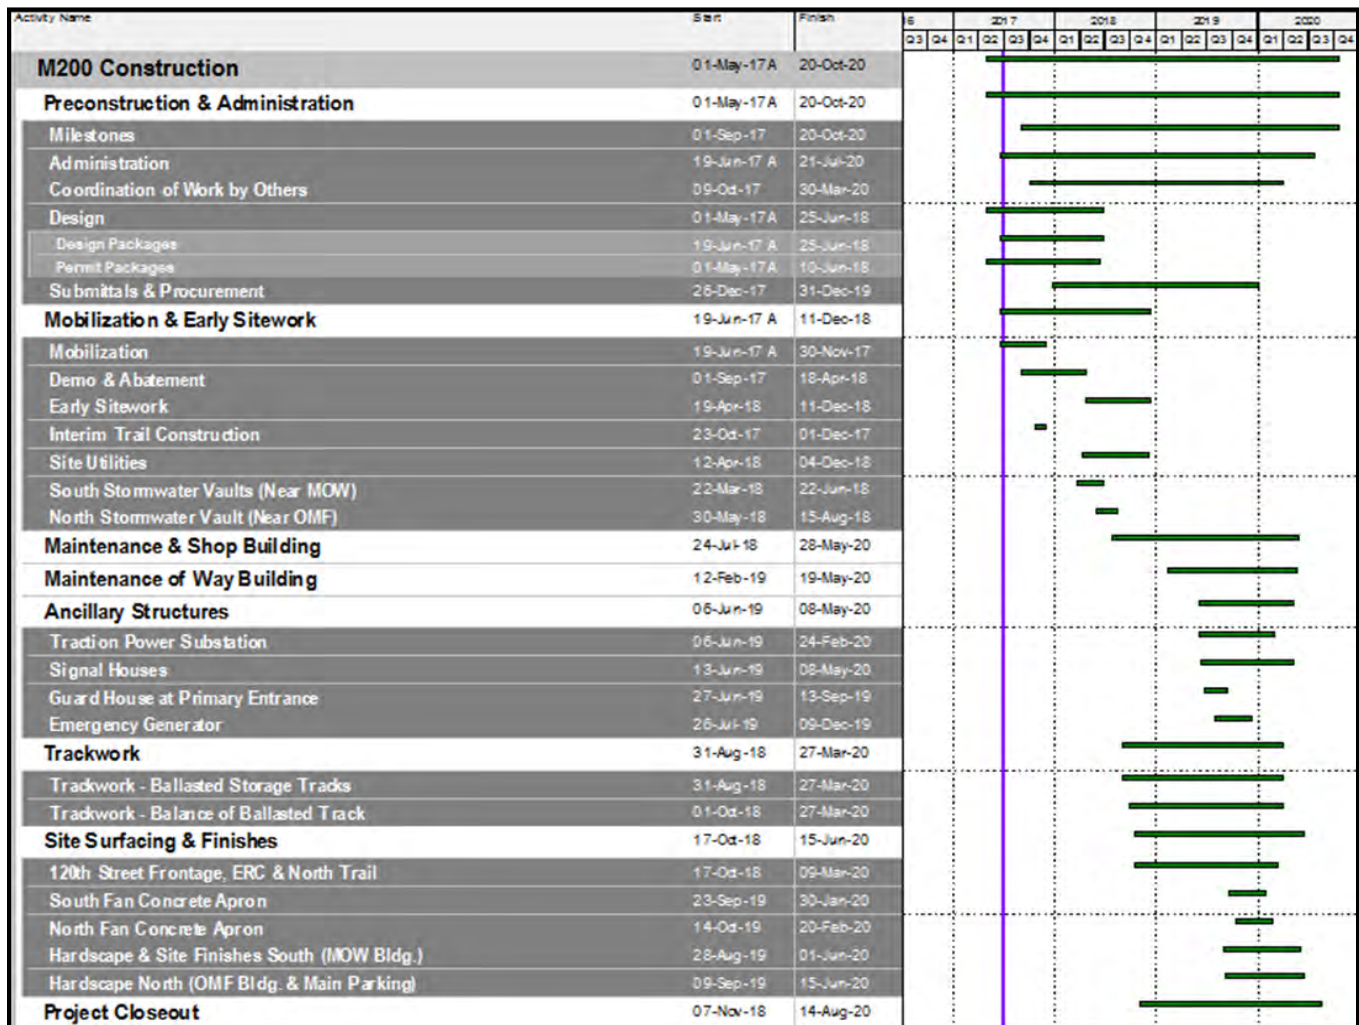 Activity Name Start Finish 16 2017 2018 2019 2020
Q3 Q4 Q1 Q2 Q3 Q4 Q1 Q2 Q3 Q4 Q1 Q2 Q3 Q4 Q1 Q2 Q3 Q4
M200 Construction 01-May-17 A 20-Oct-20
Preconstruction & Administration 01-May-17 A 20-Oct-20
Milestones 01-Sep-17 20-Oct-20
Administration 19-Jun-17 A 21-Jul-20
Coordination of Work by Others 09-Oct-17 30-Mar-20
Design 01-May-17 A 25-Jun-18
Design Packages 19-Jun-17 A 25-Jun-18
Permit Packages 01-May-17 A 10-Jun-18
Submittals & Procurement 26-Dec-17 31-Dec-19
Mobilization & Early Sitework 19-Jun-17 A 11-Dec-18
Mobilization 19-Jun-17 A 30-Nov-17
Demo & Abatement 01-Sep-17 18-Apr-18
Early Sitework 19-Apr-18 11-Dec-18
Interim Trail Construction 23-Oct-17 01-Dec-17
Site Utilities 12-Apr-18 04-Dec-18
South Stormwater Vaults (Near MOW) 22-Mar-18 22-Jun-18
North Stormwater Vault (Near OMF) 30-May-18 15-Aug-18
Maintenance & Shop Building 24-Jul-18 28-May-20
Maintenance of Way Building 12-Feb-19 19-May-20
Ancillary Structures 06-Jun-19 08-May-20
Traction Power Substation 06-Jun-19 24-Feb-20
Signal Houses 13-Jun-19 08-May-20
Guard House at Primary Entrance 27-Jun-19 13-Sep-19
Emergency Generator 26-Jul-19 09-Dec-19
Trackwork 31-Aug-18 27-Mar-20
Trackwork - Ballasted Storage Tracks 31-Aug-18 27-Mar-20
Trackwork - Balance of Ballasted Track 01-Oct-18 27-Mar-20
Site Surfacing & Finishes 17-Oct-18 15-Jun-20
120th Street Frontage, ERC & North Trail 17-Oct-18 09-Mar-20
South Fan Concrete Apron 23-Sep-19 30-Jan-20
North Fan Concrete Apron 14-Oct-19 20-Feb-20
Hardscape & Site Finishes South (MOW Bldg.) 28-Aug-19 01-Jun-20
Hardscape North (OMF Bldg. & Main Parking) 09-Sep-19 15-Jun-20
Project Closeout 07-Nov-18 14-Aug-20